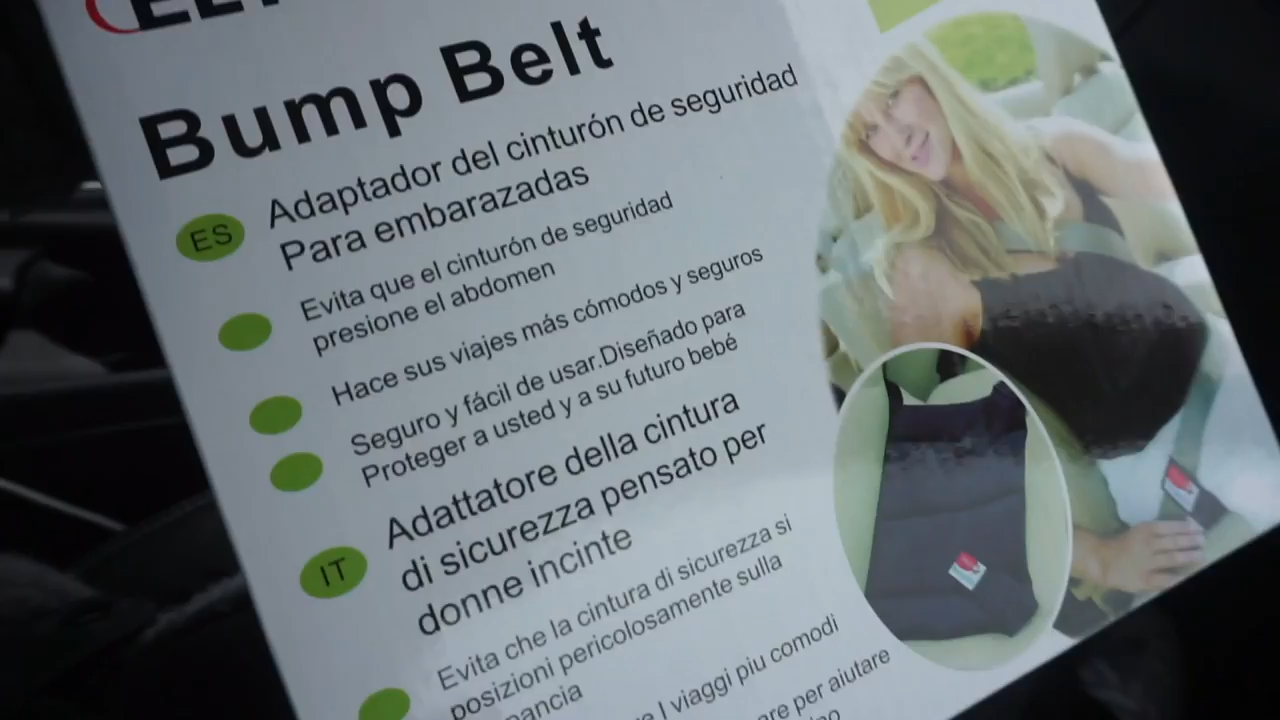 Bump Belt
ES
Adaptador del cinturón de seguridad
Para embarazadas
Evita que el cinturón de seguridad
presione el abdomen
Hace sus viajes más cómodos y seguros
Seguro y fácil de usar.Diseñado para
Proteger a usted y a su futuro bebé
IT
Adattatore della cintura
di sicurezza pensato per
donne incinte
Evita che la cintura di sicurezza si
posizioni pericolosamente sulla
I viaggi piu comodi
per aiutare